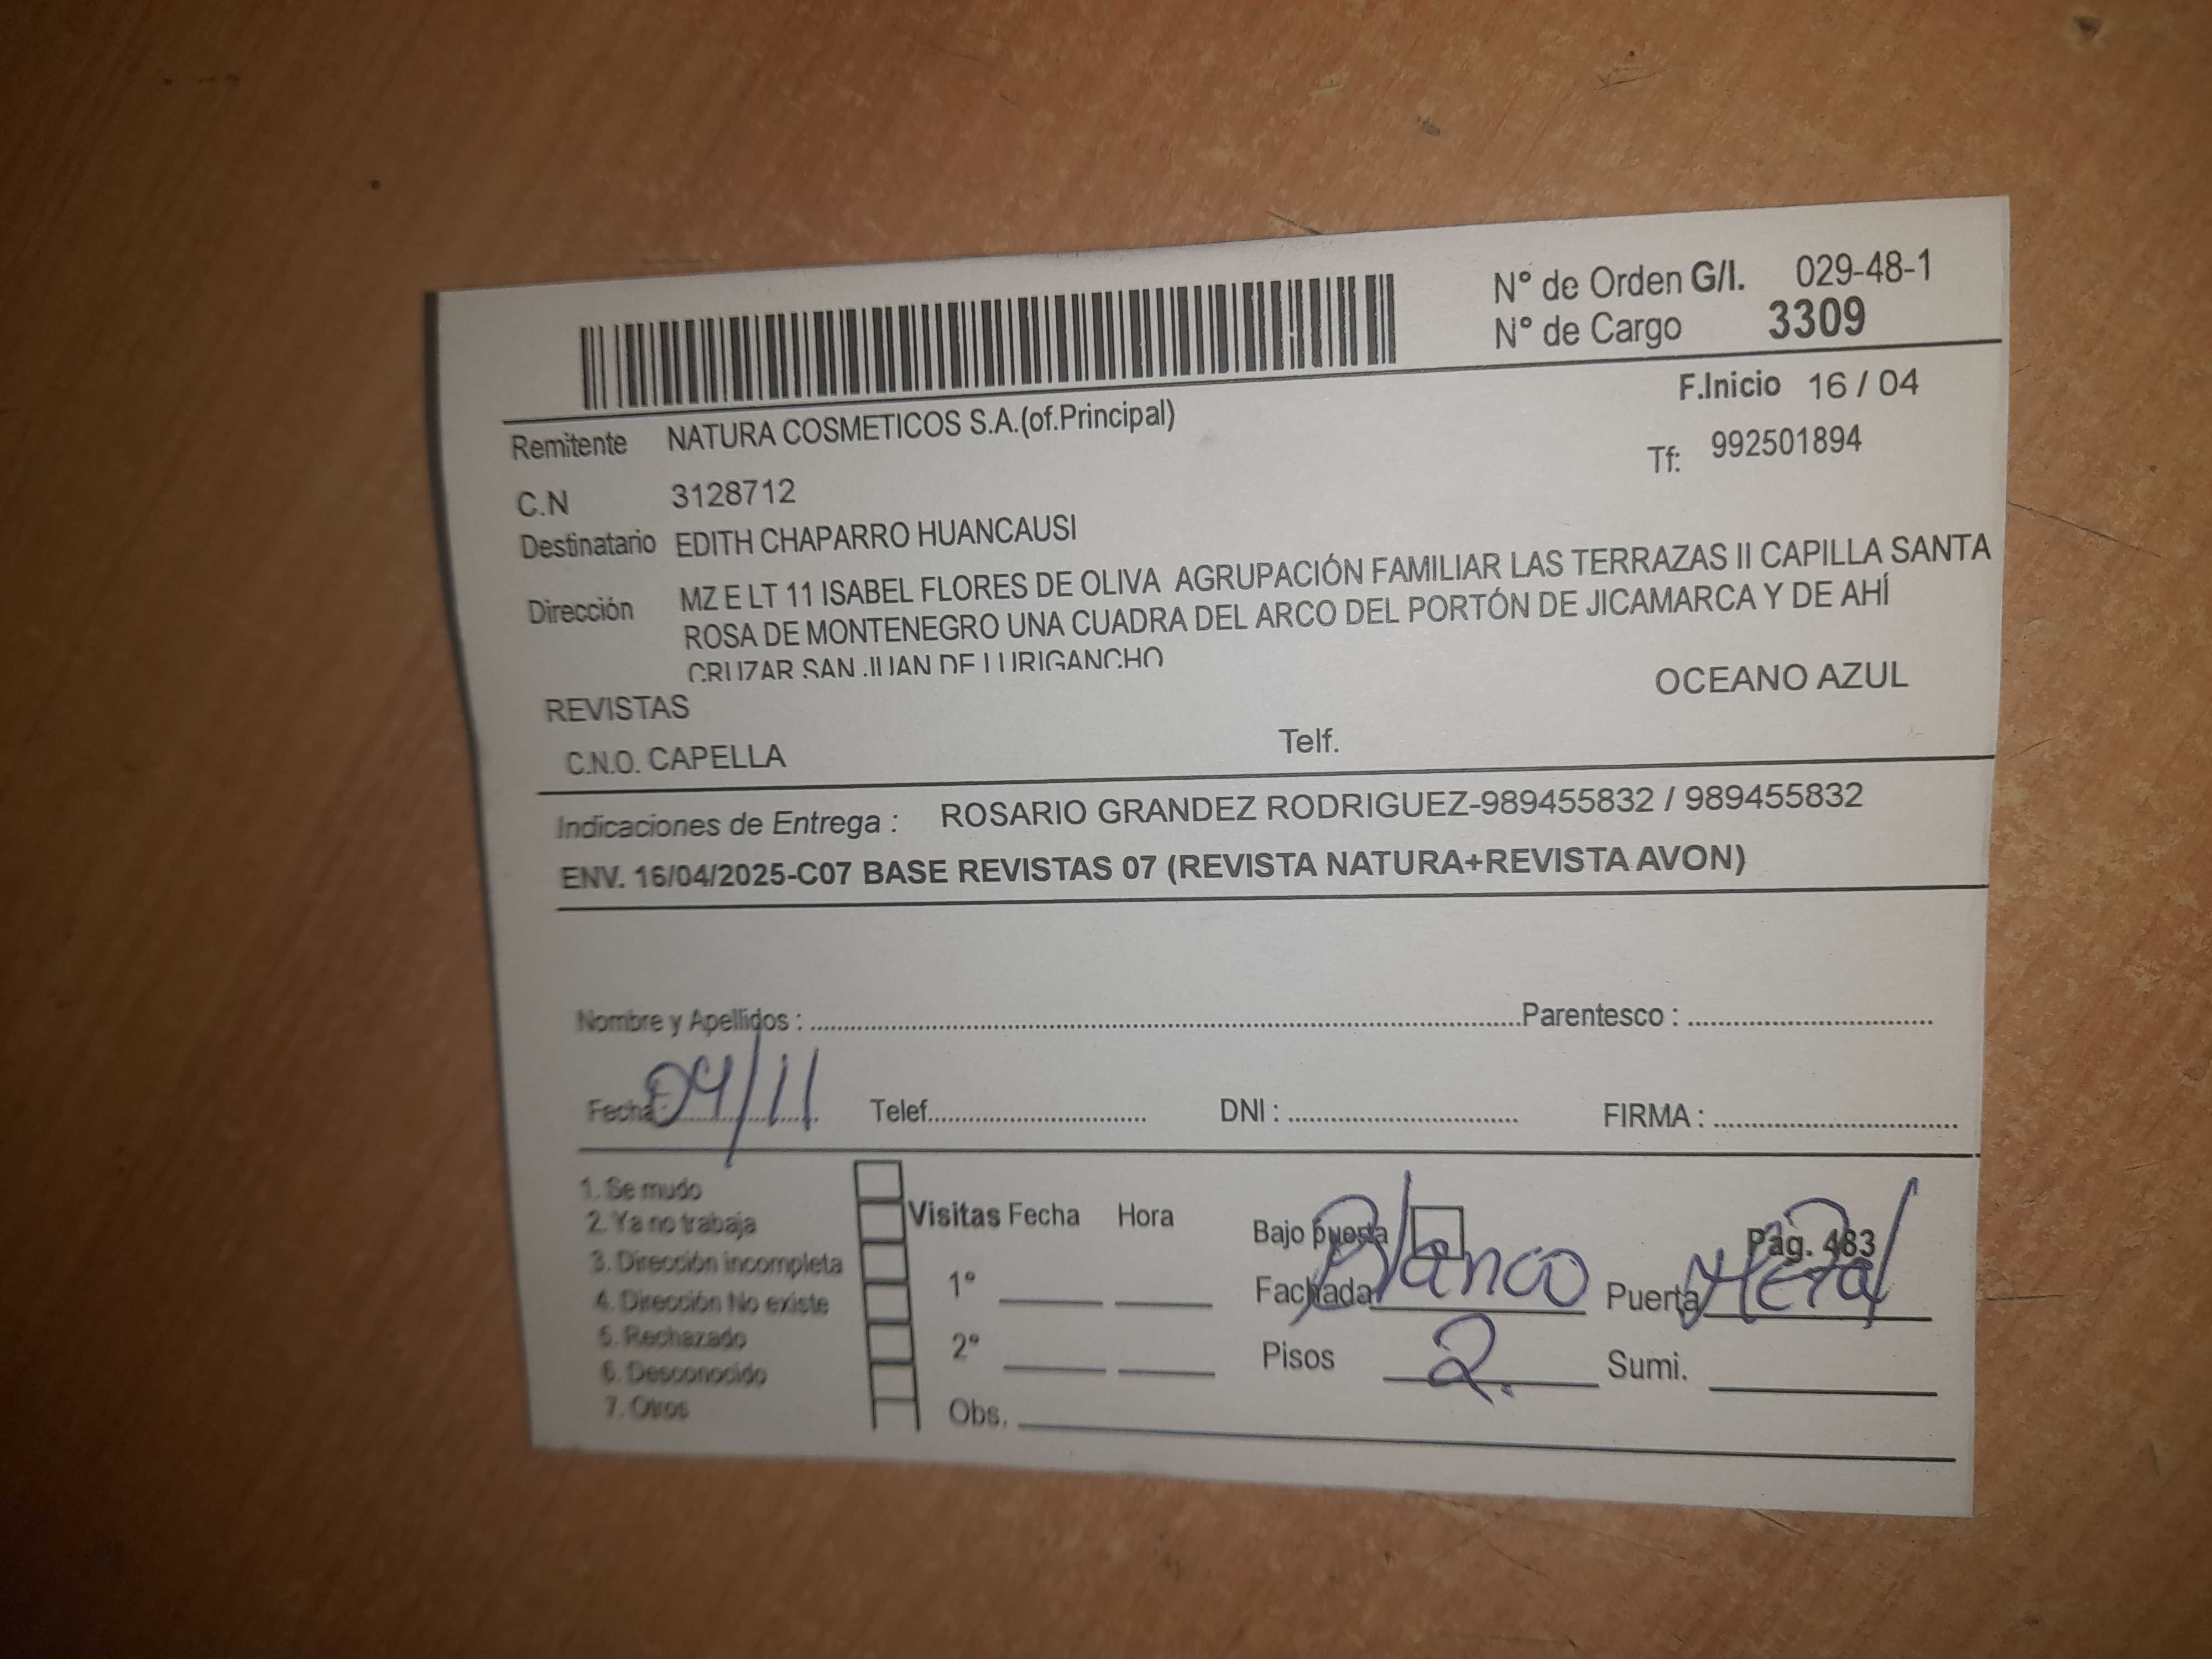 N° de Orden G/I. 029-48-1
N° de Cargo 3309
F.Inicio 16 / 04
Remitente NATURA COSMETICOS S.A.(of.Principal)
Tf: 992501894
C.N 3128712
Destinatario EDITH CHAPARRO HUANCAUSI
Dirección MZ E LT 11 ISABEL FLORES DE OLIVA AGRUPACIÓN FAMILIAR LAS TERRAZAS II CAPILLA SANTA
ROSA DE MONTENEGRO UNA CUADRA DEL ARCO DEL PORTÓN DE JICAMARCA Y DE AHÍ
CRUZAR SAN JUAN DE LURIGANCHO
REVISTAS OCEANO AZUL
C.N.O. CAPELLA Telf.
Indicaciones de Entrega : ROSARIO GRANDEZ RODRIGUEZ-989455832 / 989455832
ENV. 16/04/2025-C07 BASE REVISTAS 07 (REVISTA NATURA+REVISTA AVON)
Nombre y Apellidos : Parentesco :
Fecha : 04/11 Telef. DNI : FIRMA :
1. Se mudo
2. Ya no trabaja
3. Dirección incompleta
4. Dirección No existe
5. Rechazado
6. Desconocido
7. Otros
Visitas Fecha Hora
1°
2°
Obs.
Bajo puerta Pág. 483
Fachada Blanco Puerta Metal
Pisos 2. Sumi.